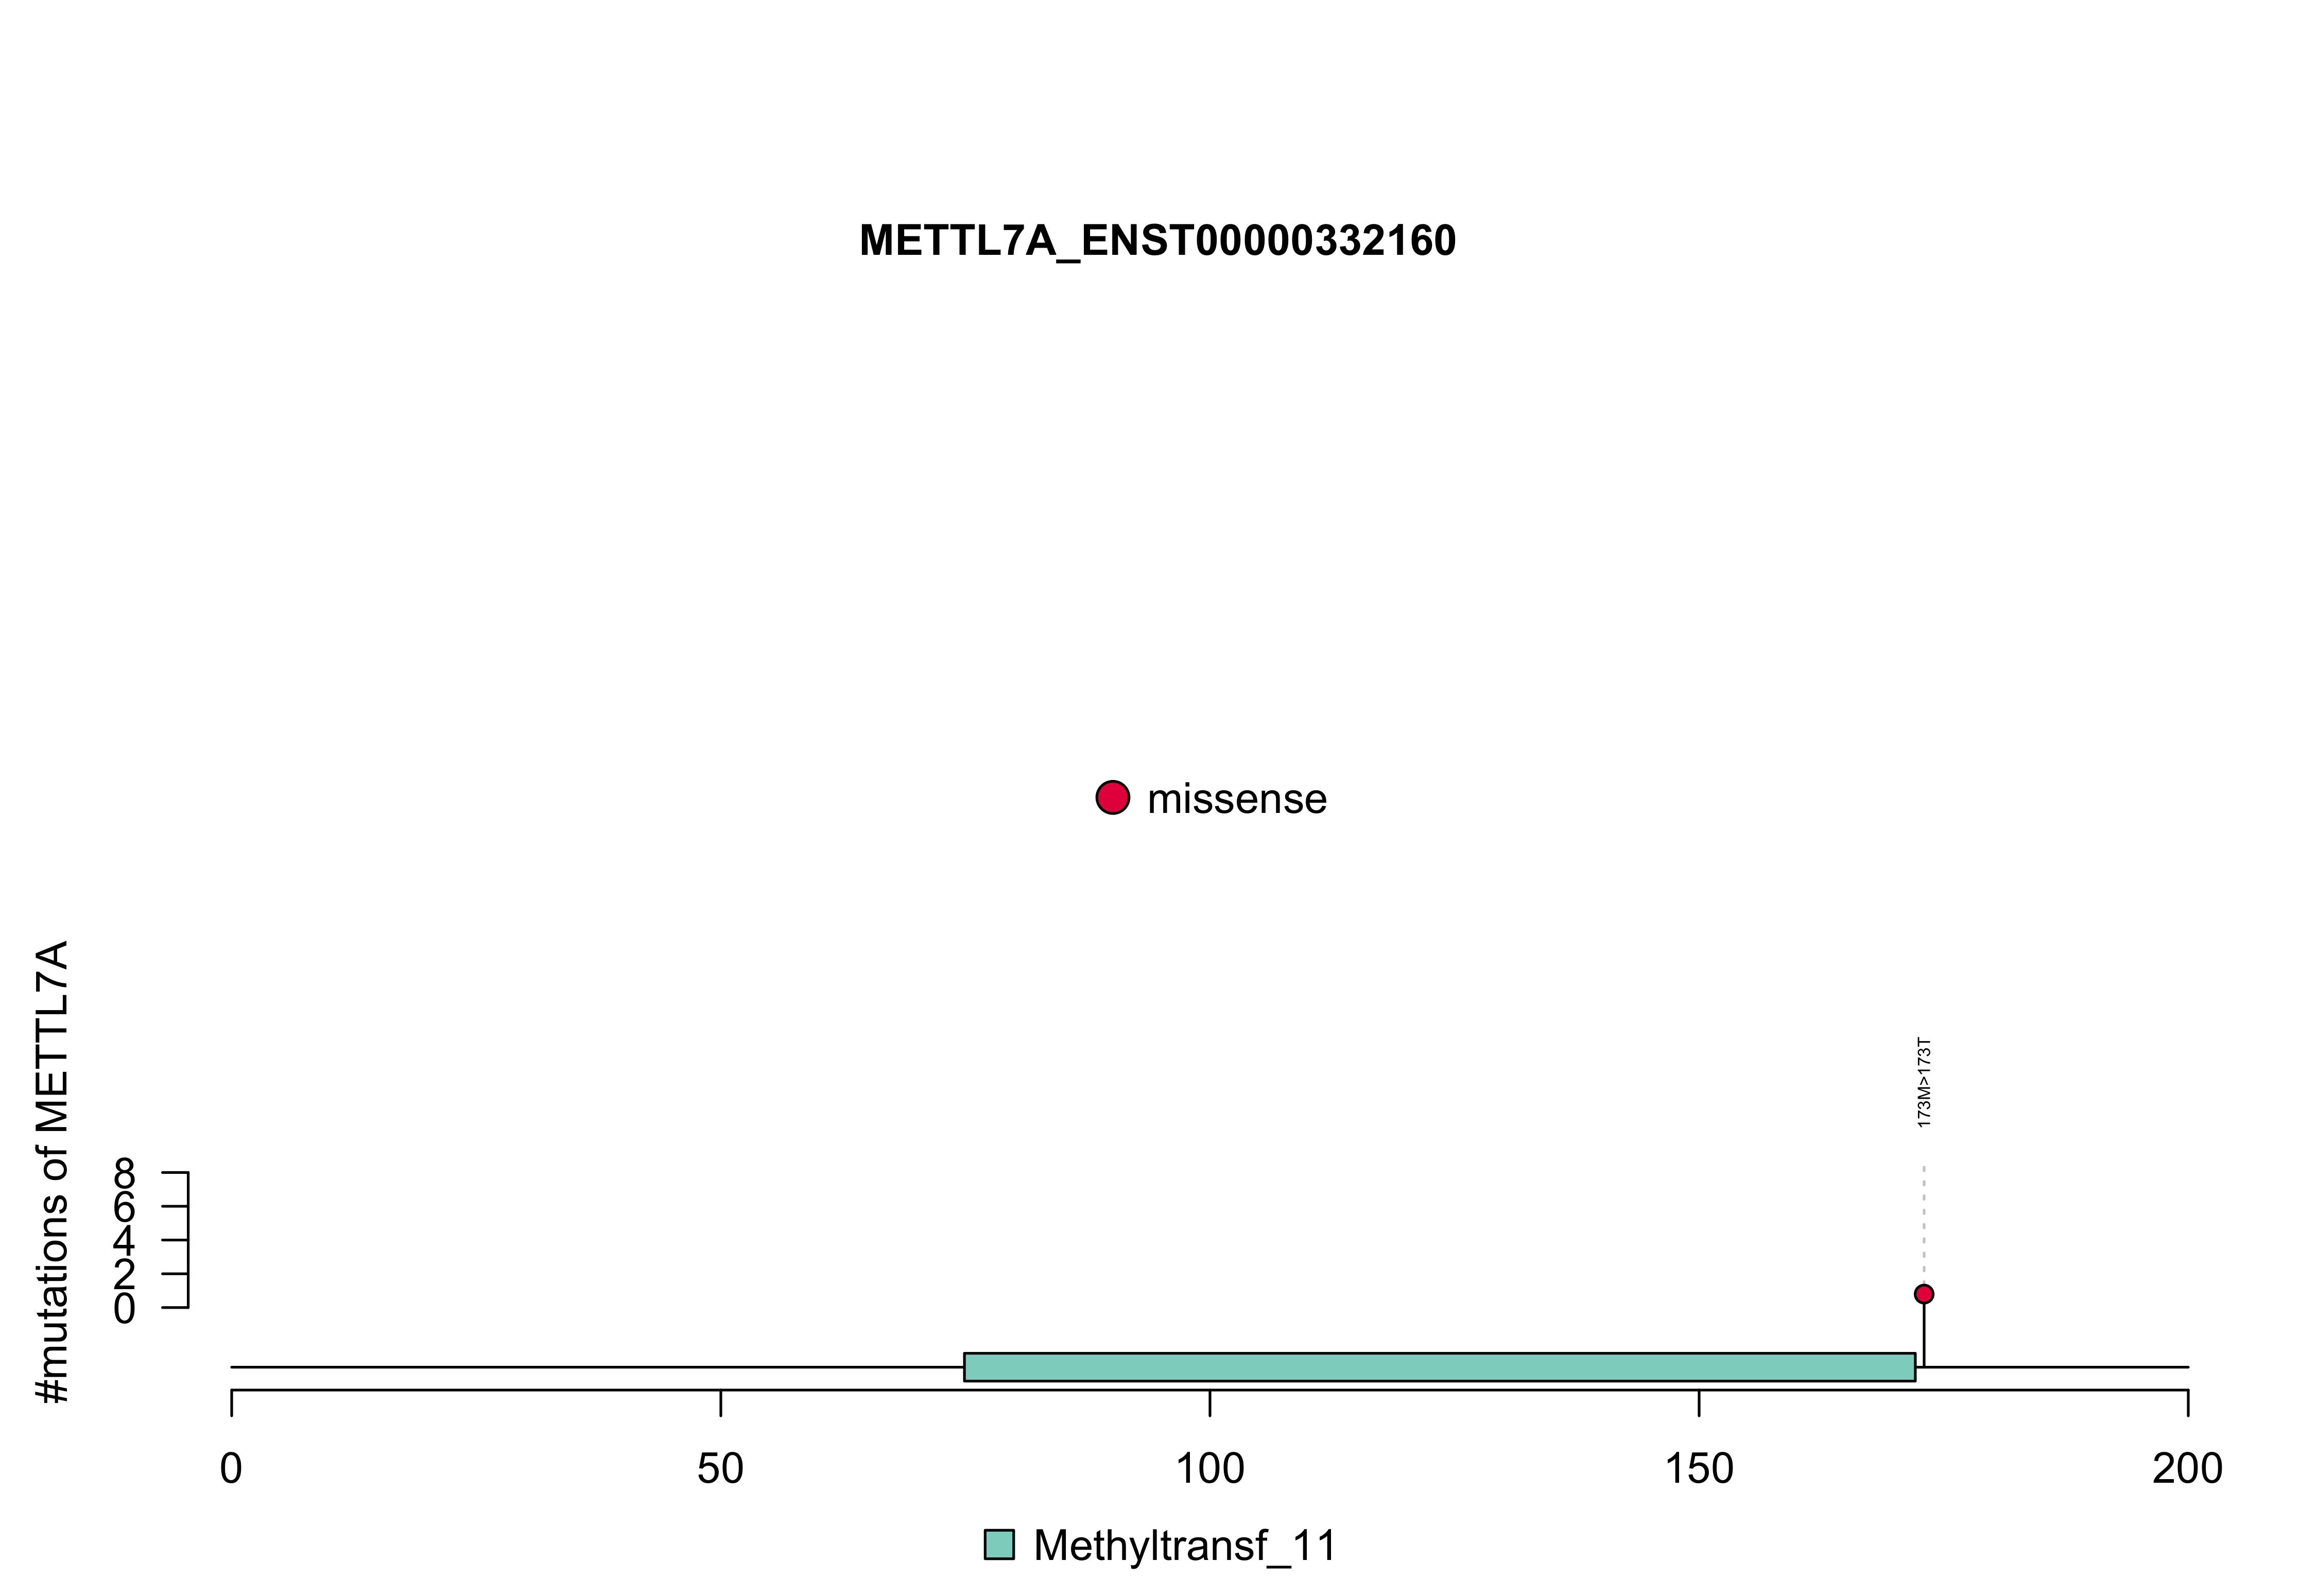 METTL7A_ENST00000332160
missense
#mutations of METTL7A
173M>173T
8
6
4
2
0
0 50 100 150 200
Methyltransf_11